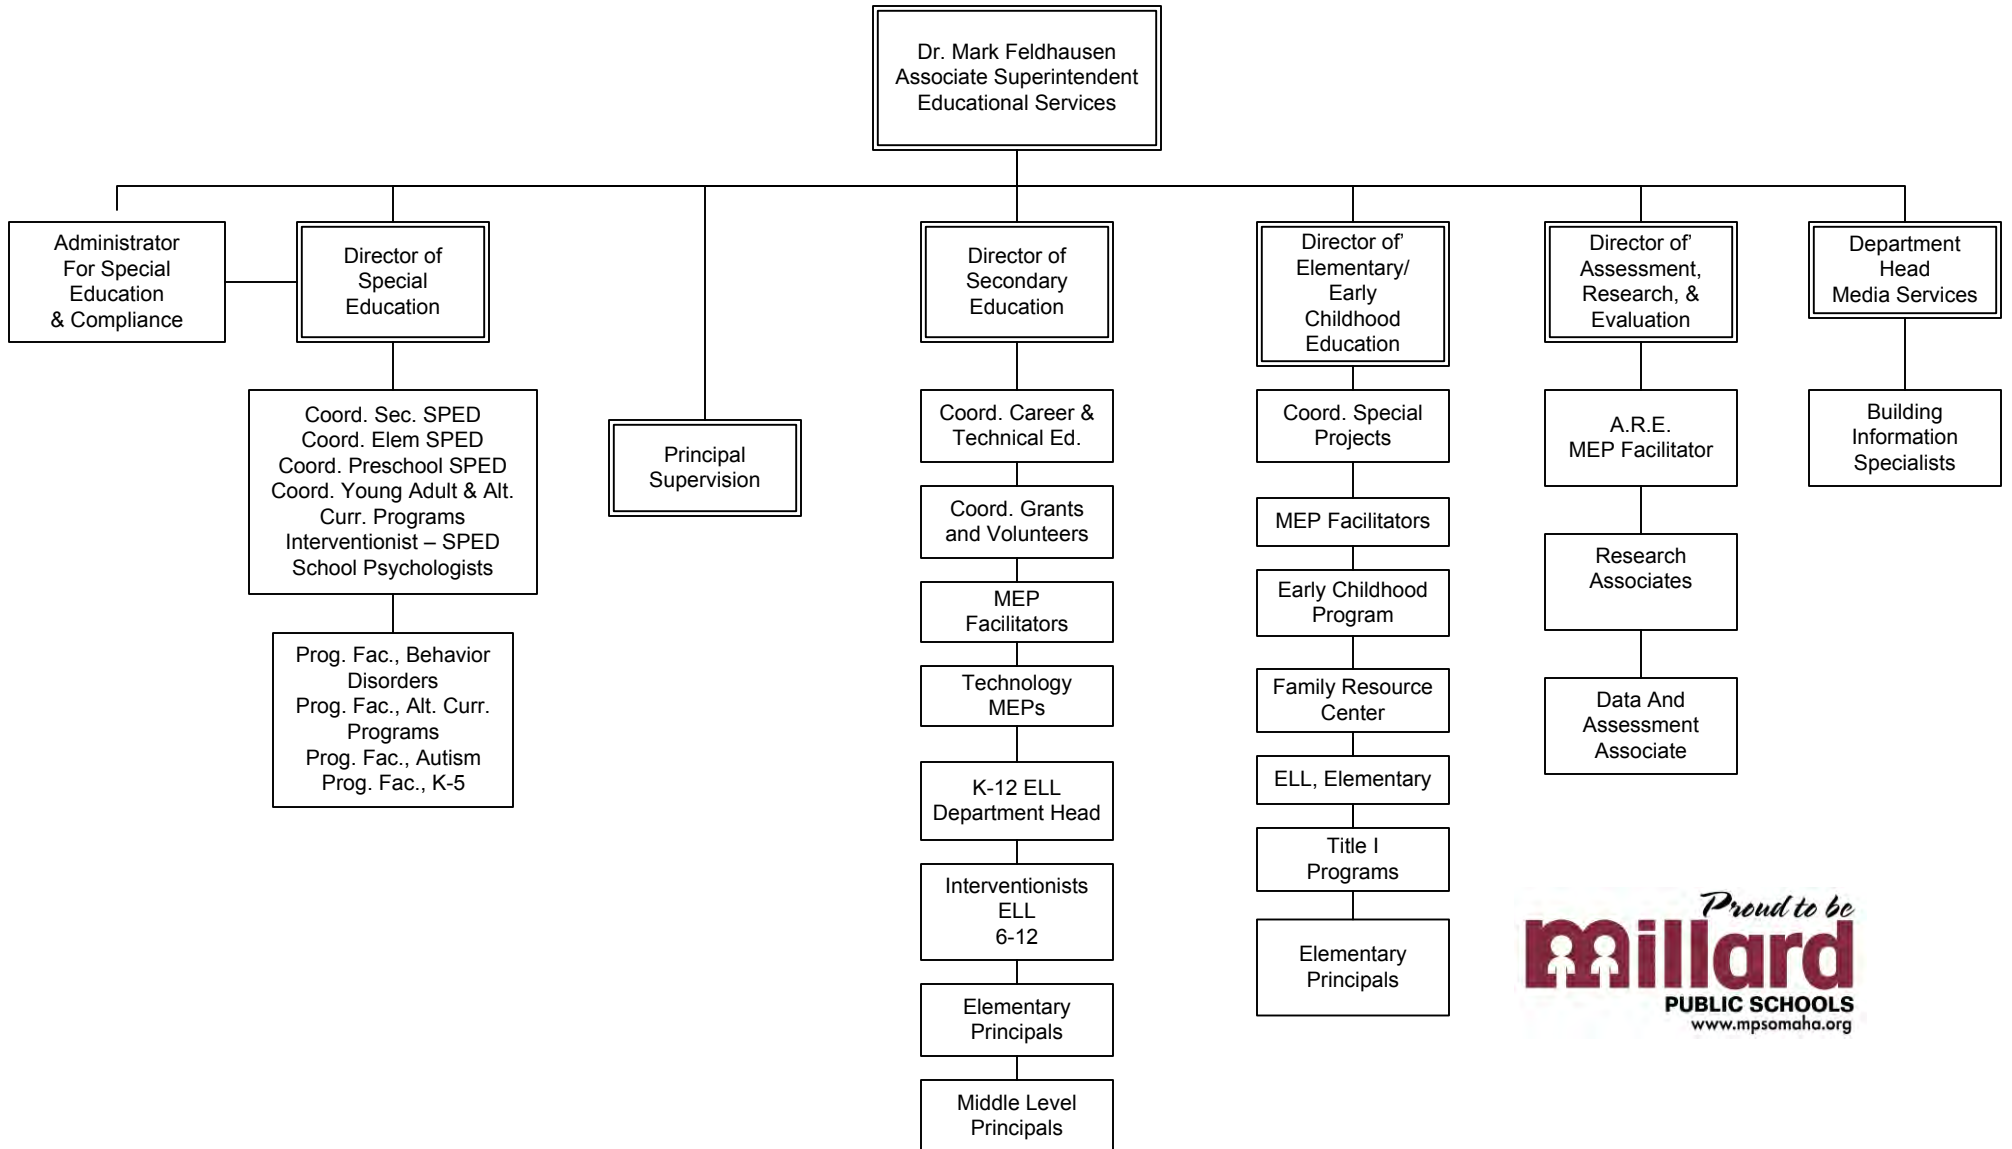 Dr. Mark Feldhausen
Associate Superintendent
Educational Services
Administrator
For Special
Education
& Compliance
Director of
Special
Education
Coord. Sec. SPED
Coord. Elem SPED
Coord. Preschool SPED
Coord. Young Adult & Alt.
Curr. Programs
Interventionist – SPED
School Psychologists
Prog. Fac., Behavior
Disorders
Prog. Fac., Alt. Curr.
Programs
Prog. Fac., Autism
Prog. Fac., K-5
Principal
Supervision
Director of
Secondary
Education
Coord. Career &
Technical Ed.
Coord. Grants
and Volunteers
MEP
Facilitators
Technology
MEPs
K-12 ELL
Department Head
Interventionists
ELL
6-12
Elementary
Principals
Middle Level
Principals
Director of’
Elementary/
Early
Childhood
Education
Coord. Special
Projects
MEP Facilitators
Early Childhood
Program
Family Resource
Center
ELL, Elementary
Title I
Programs
Elementary
Principals
Director of’
Assessment,
Research, &
Evaluation
A.R.E.
MEP Facilitator
Research
Associates
Data And
Assessment
Associate
Department
Head
Media Services
Building
Information
Specialists
Proud to be
millard
PUBLIC SCHOOLS
www.mpsomaha.org